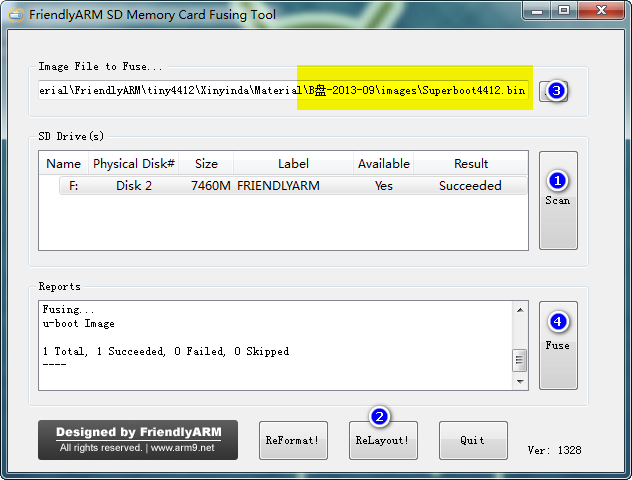 FriendlyARM SD Memory Card Fusing Tool
Image File to Fuse...
erial\FriendlyARM\tiny4412\Xinyinda\Material\B盘-2013-09\images\Superboot4412.bin
3
SD Drive(s)
Name Physical Disk# Size Label Available Result
F: Disk 2 7460M FRIENDLYARM Yes Succeeded
1
Scan
Reports
Fusing...
u-boot Image
1 Total, 1 Succeeded, 0 Failed, 0 Skipped
----
4
Fuse
2
Designed by FriendlyARM
All rights reserved. | www.arm9.net
ReFormat!
ReLayout!
Quit
Ver: 1328